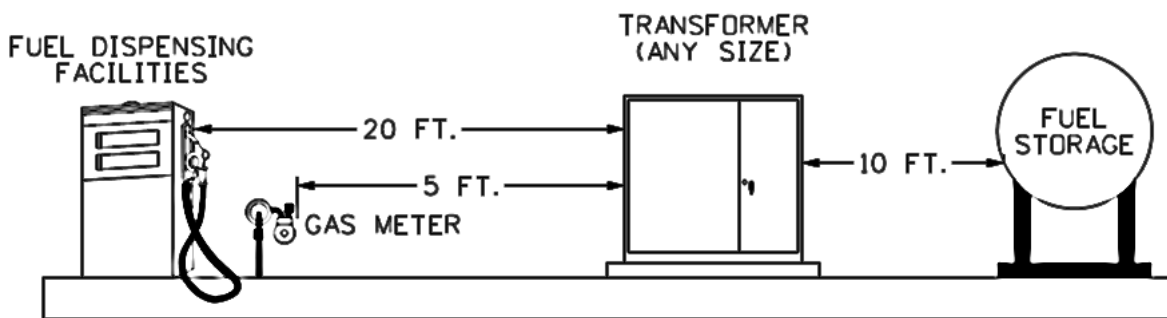 FUEL DISPENSING
FACILITIES
TRANSFORMER
(ANY SIZE)
20 FT.
5 FT.
GAS METER
10 FT.
FUEL
STORAGE